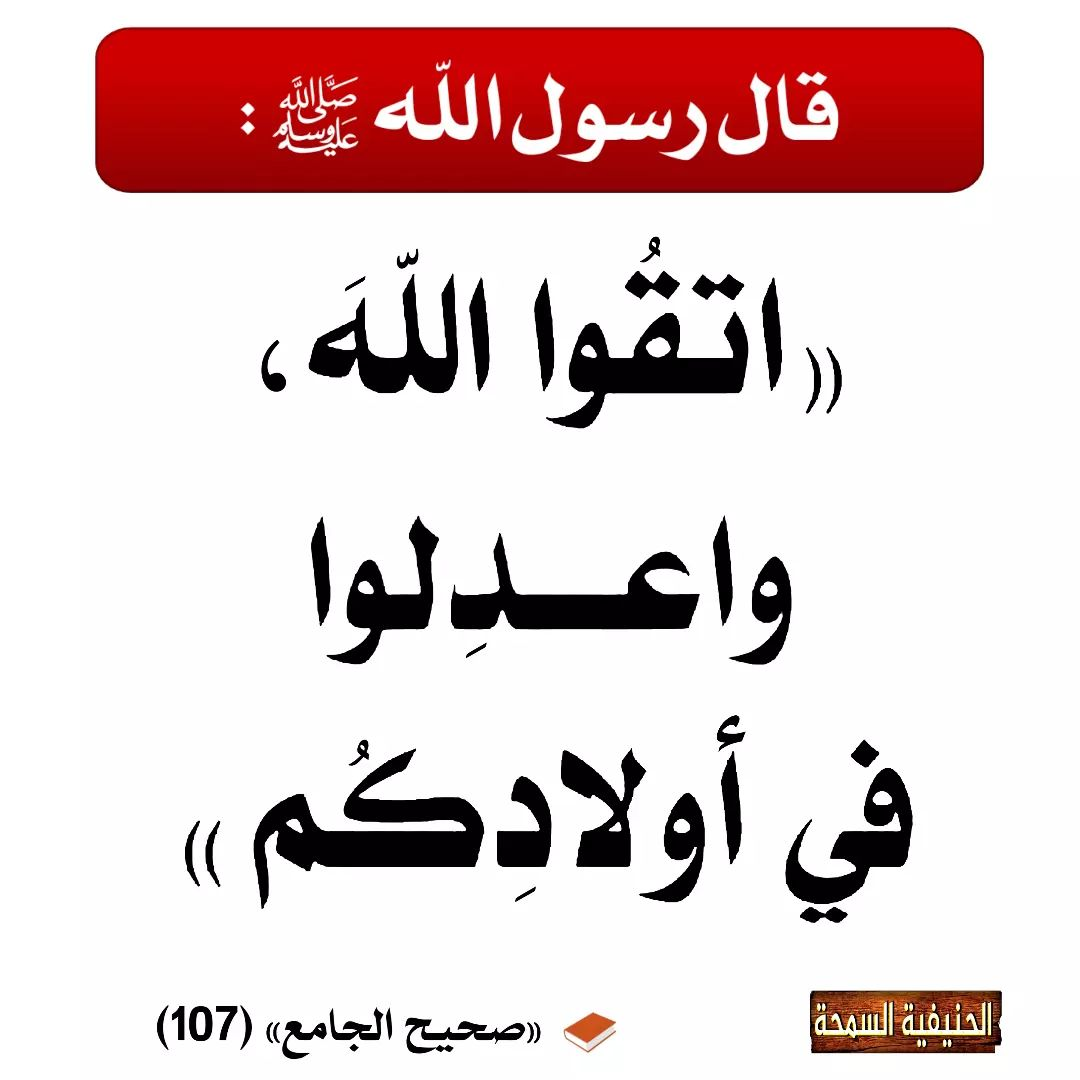 قال رسول الله ﷺ :
((اتقُوا اللّهَ،
واعـــدِلوا
في أولادِكُم))
«صحيح الجامع» (107)
الحنيفية السمحة